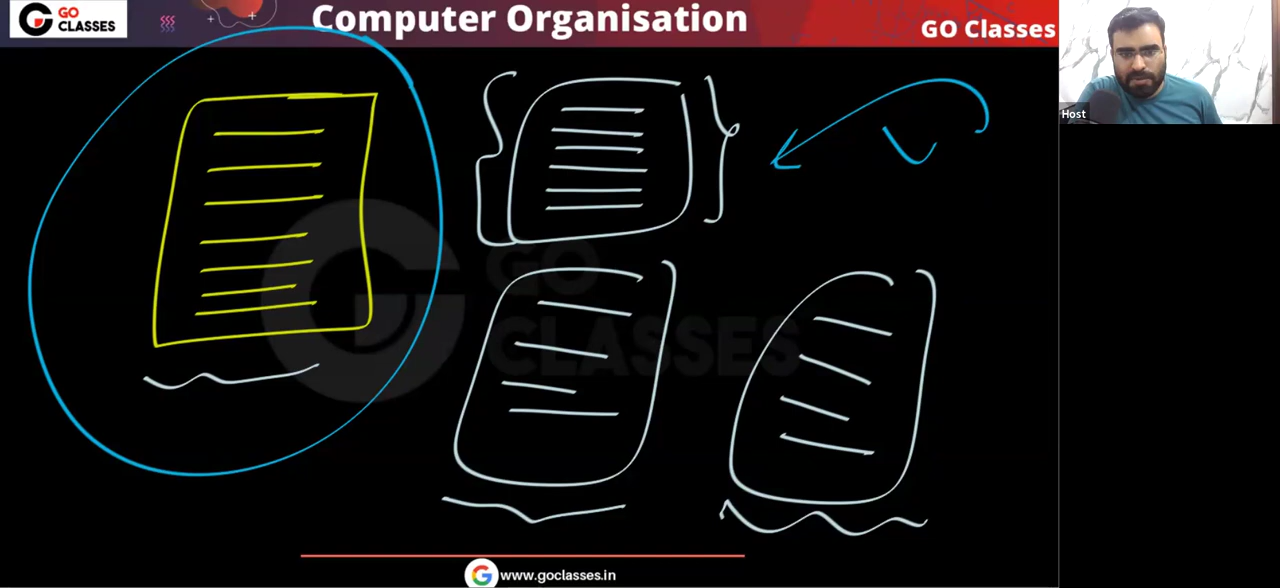 GO
CLASSES
Computer Organisation
GO Classes
Host
GO
CLASSES
www.goclasses.in